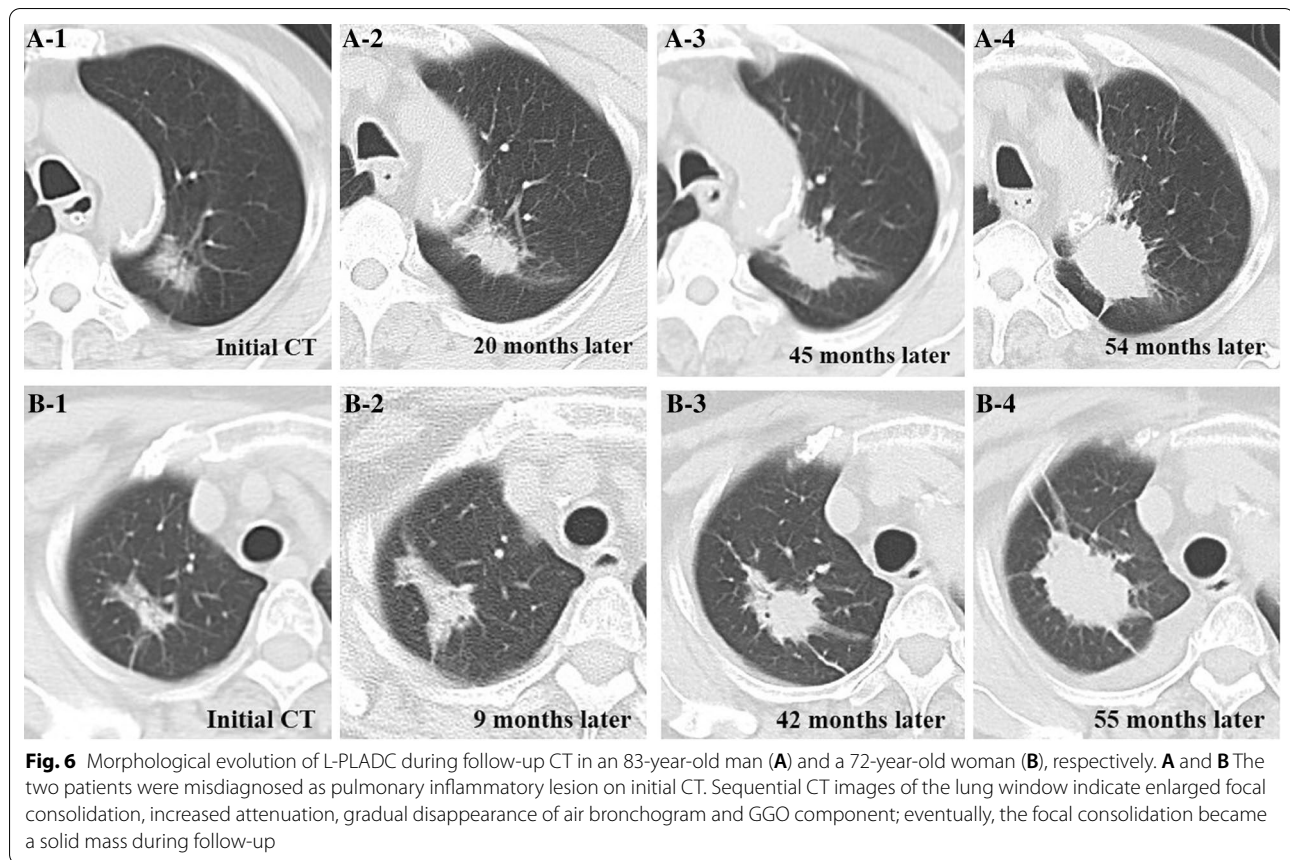 A-1
A-2
A-3
A-4
Initial CT
20 months later
45 months later
54 months later
B-1
B-2
B-3
B-4
Initial CT
9 months later
42 months later
55 months later
Fig. 6 Morphological evolution of L-PLADC during follow-up CT in an 83-year-old man (A) and a 72-year-old woman (B), respectively. A and B The
two patients were misdiagnosed as pulmonary inflammatory lesion on initial CT. Sequential CT images of the lung window indicate enlarged focal
consolidation, increased attenuation, gradual disappearance of air bronchogram and GGO component; eventually, the focal consolidation became
a solid mass during follow-up